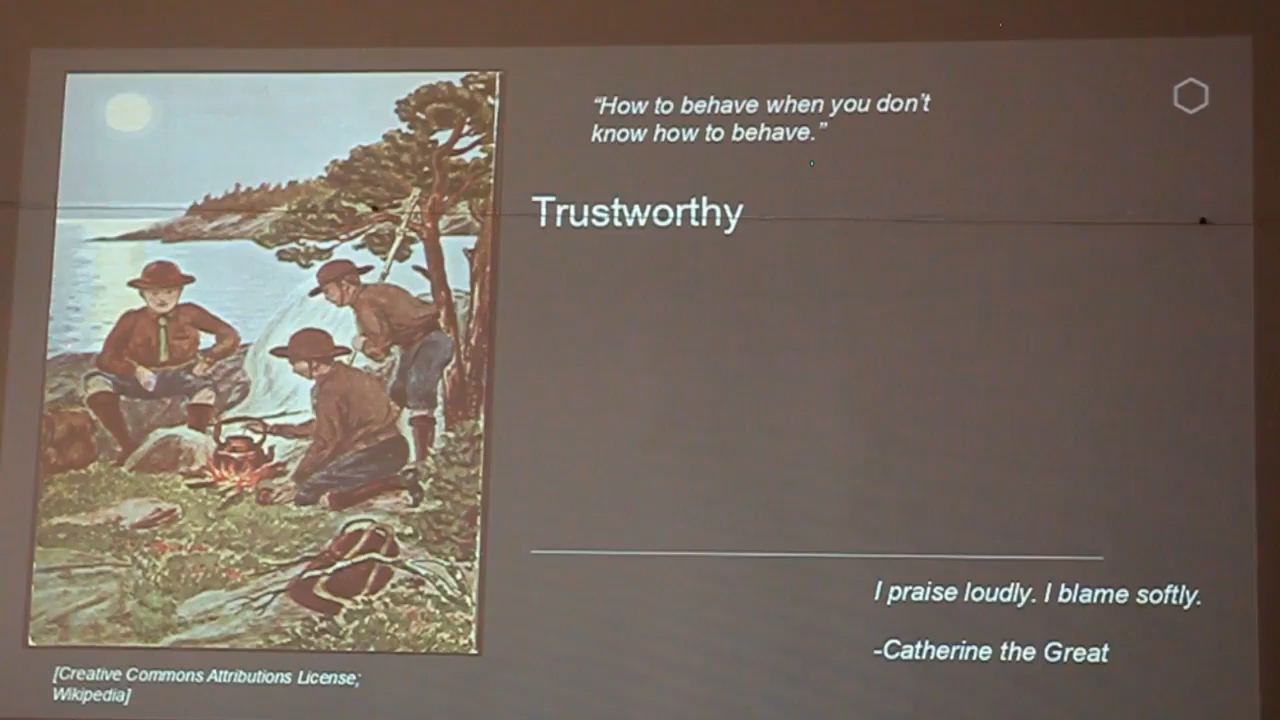 “How to behave when you don’t
know how to behave.”
Trustworthy
I praise loudly. I blame softly.
-Catherine the Great
[Creative Commons Attributions License;
Wikipedia]